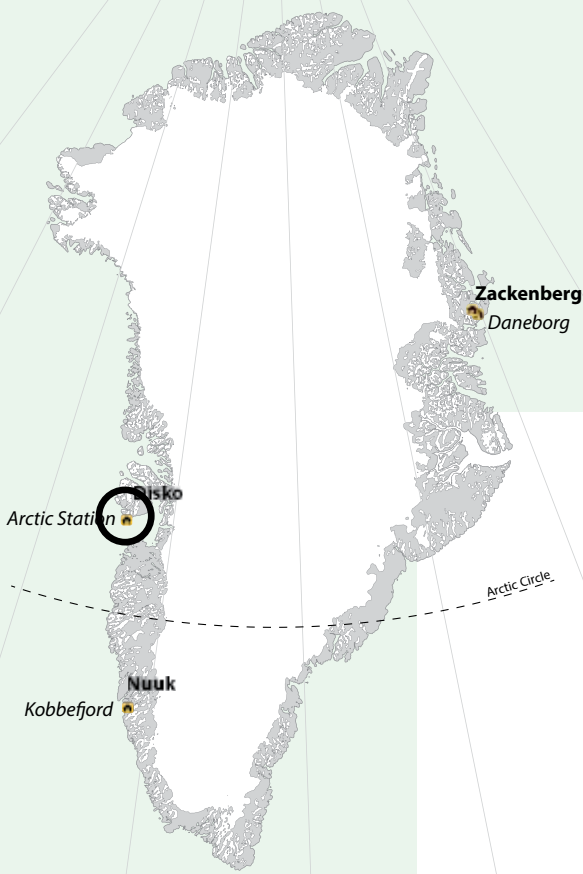 Zackenberg
Daneborg
Disko
Arctic Station
Arctic Circle
Nuuk
Kobbefjord